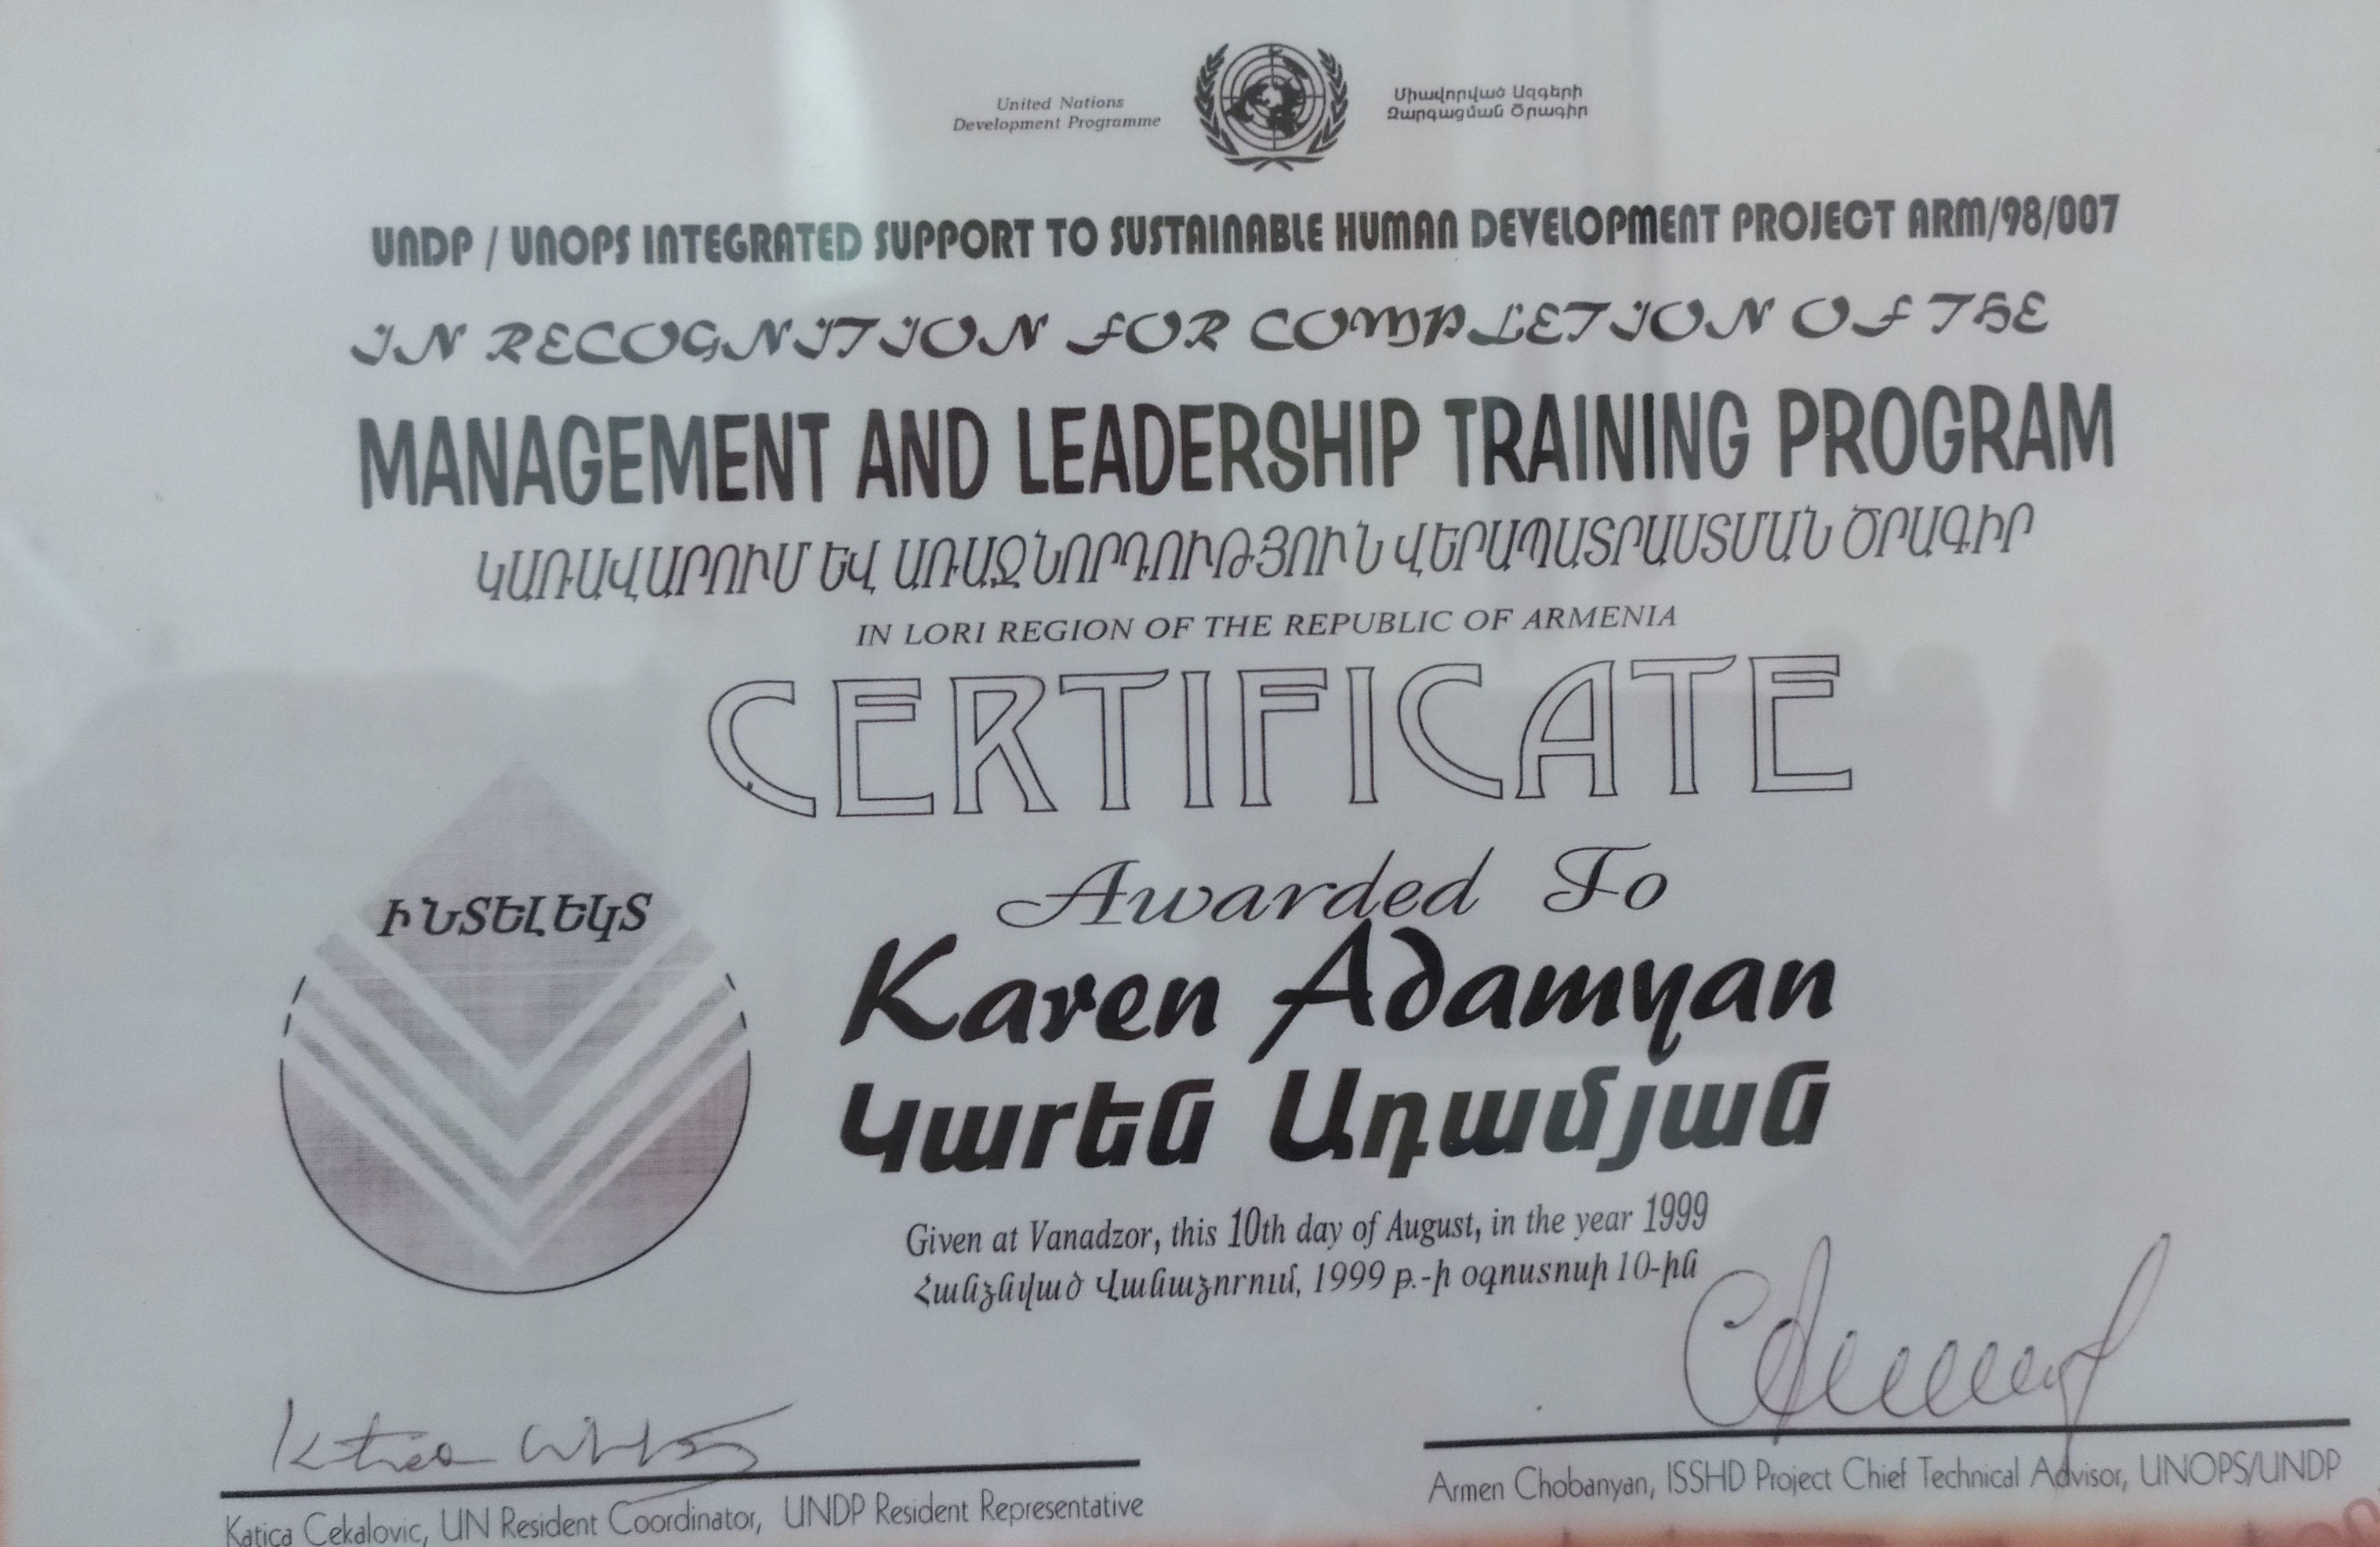 United Nations
Development Programme
Միավորված Ազգերի
Զարգացման Ծրագիր
UNDP / UNOPS INTEGRATED SUPPORT TO SUSTAINABLE HUMAN DEVELOPMENT PROJECT ARM/98/007
IN RECOGNITION FOR COMPLETION OF THE
MANAGEMENT AND LEADERSHIP TRAINING PROGRAM
ԿԱՌԱՎԱՐՈՒՄ ԵՎ ԱՌԱՋՆՈՐԴՈՒԹՅՈՒՆ ՎԵՐԱՊԱՏՐԱՍՏՄԱՆ ԾՐԱԳԻՐ
IN LORI REGION OF THE REPUBLIC OF ARMENIA
CERTIFICATE
ԻՆՏԵԼԵԿՏ
Awarded To
Karen Adamyan
Կարեն Ադամյան
Given at Vanadzor, this 10th day of August, in the year 1999
Հանձնված Վանաձորում, 1999 թ.-ի օգոստոսի 10-ին
Katica Cekalovic, UN Resident Coordinator, UNDP Resident Representative
Armen Chobanyan, ISSHD Project Chief Technical Advisor, UNOPS/UNDP